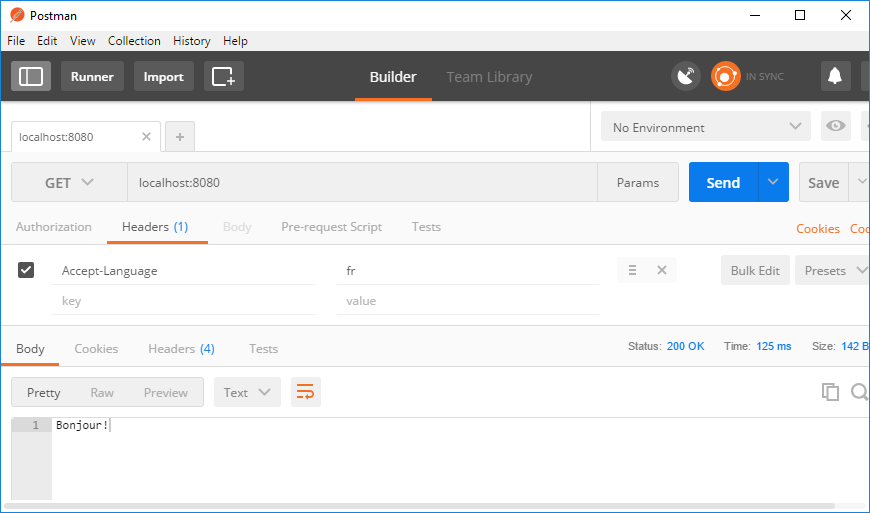 Postman
File Edit View Collection History Help
Runner Import Builder Team Library IN SYNC
localhost:8080 No Environment
GET localhost:8080 Params Send Save
Authorization Headers (1) Body Pre-request Script Tests Cookies
Accept-Language fr Bulk Edit Presets
key value
Body Cookies Headers (4) Tests Status: 200 OK Time: 125 ms Size: 142 B
Pretty Raw Preview Text
1 Bonjour!